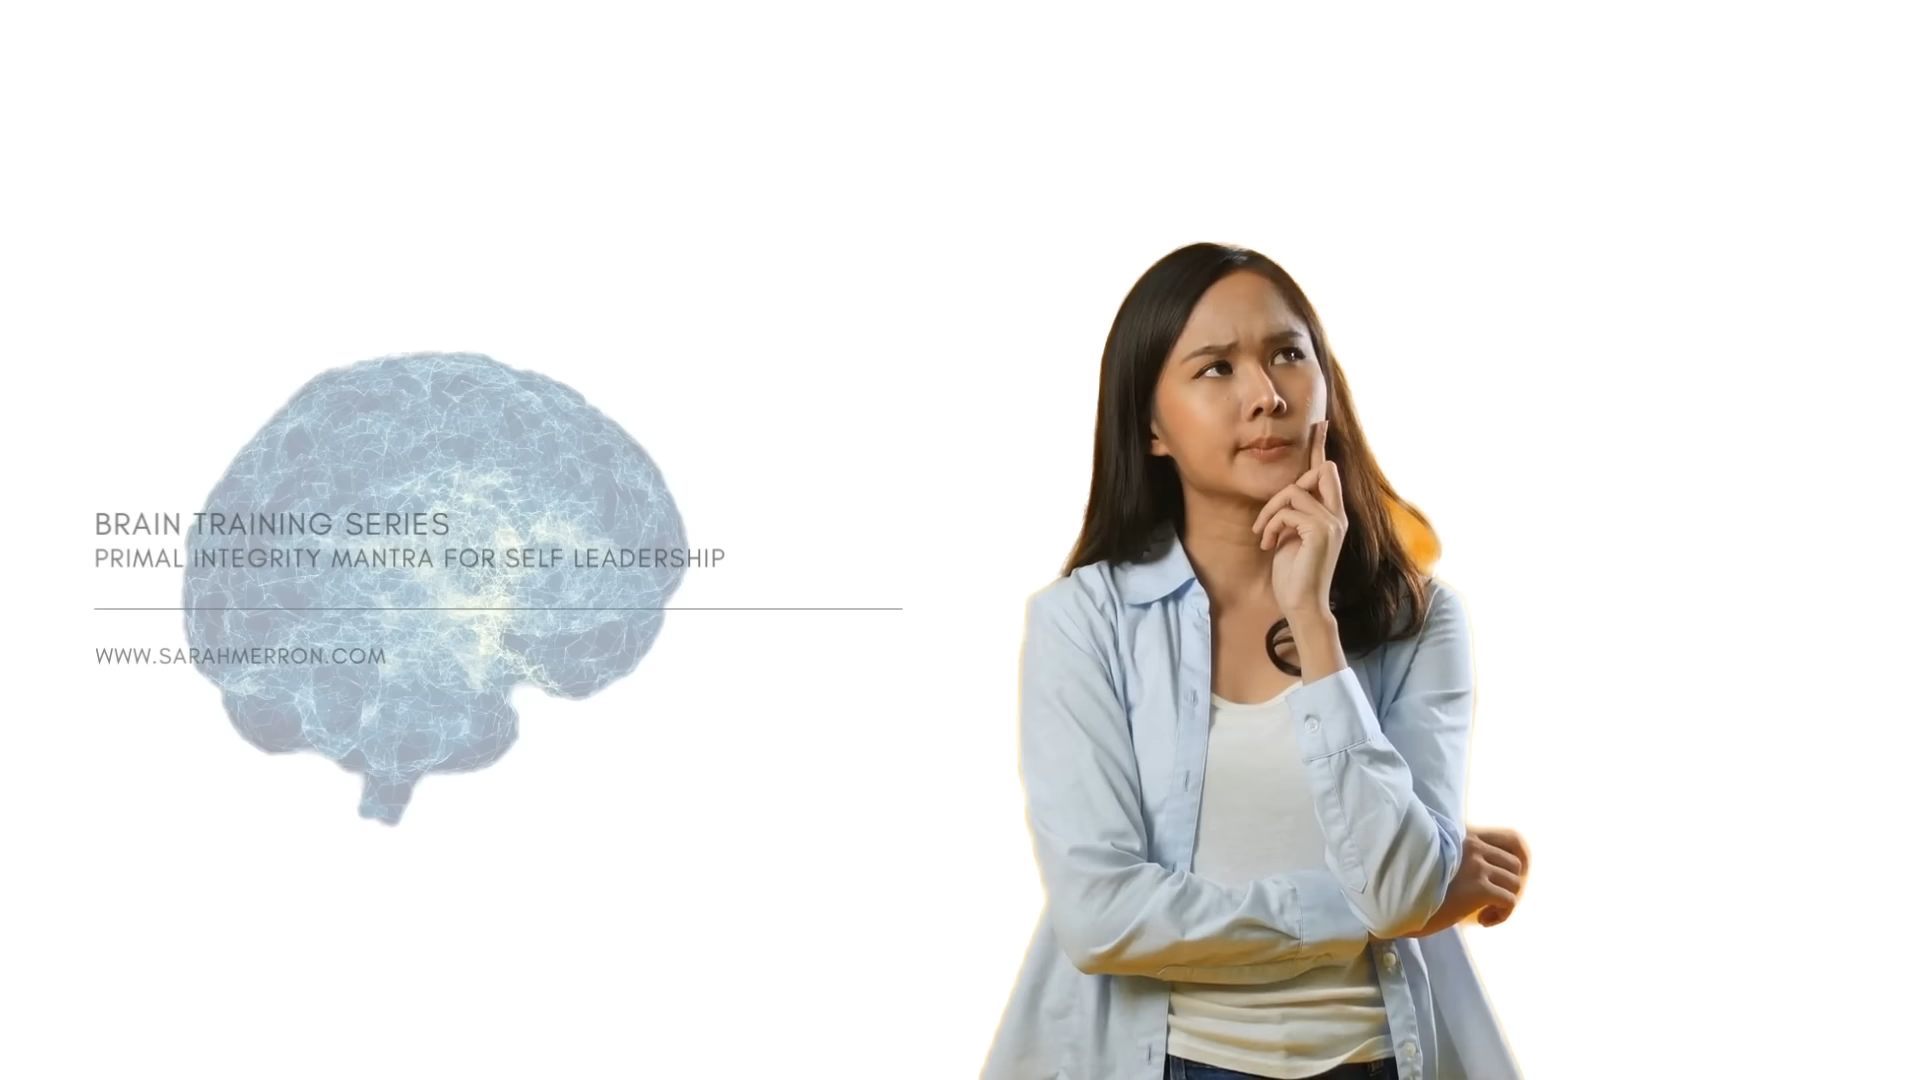 BRAIN TRAINING SERIES
PRIMAL INTEGRITY MANTRA FOR SELF LEADERSHIP
WWW.SARAHMERRON.COM